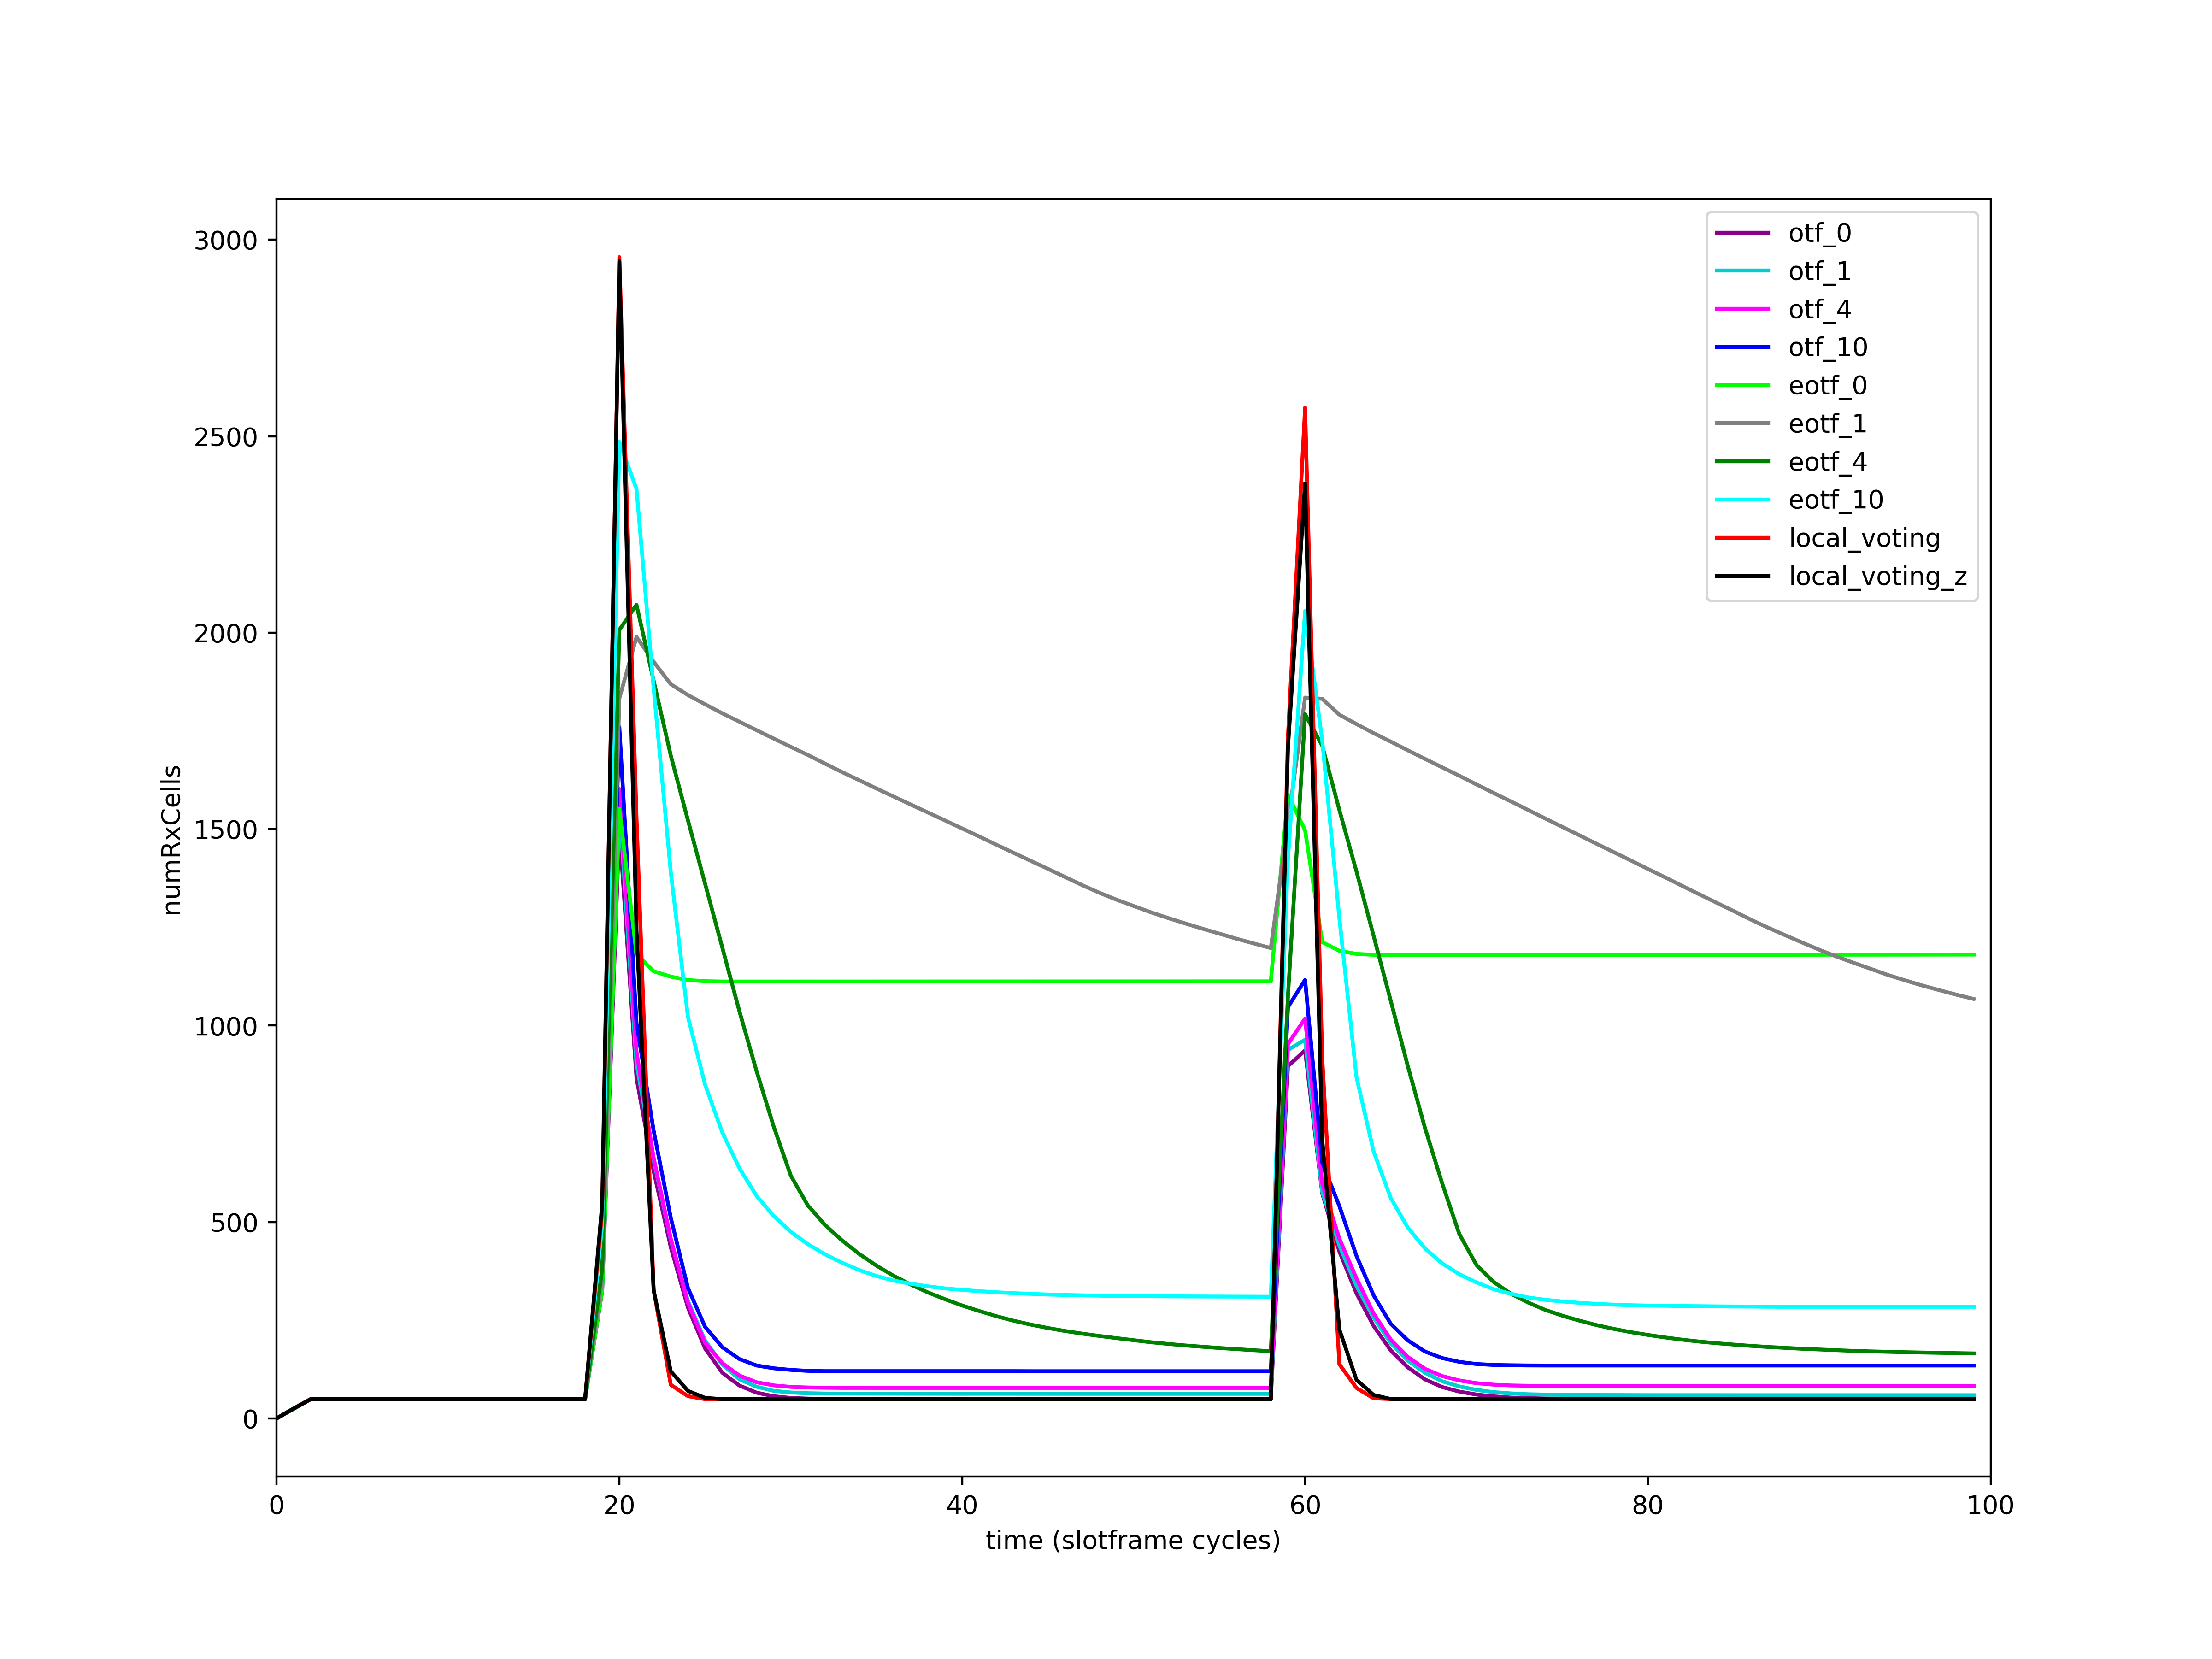 3000
2500
2000
1500
1000
500
0
numRxCells
0
20
40
60
80
100
time (slotframe cycles)
otf_0
otf_1
otf_4
otf_10
eotf_0
eotf_1
eotf_4
eotf_10
local_voting
local_voting_z